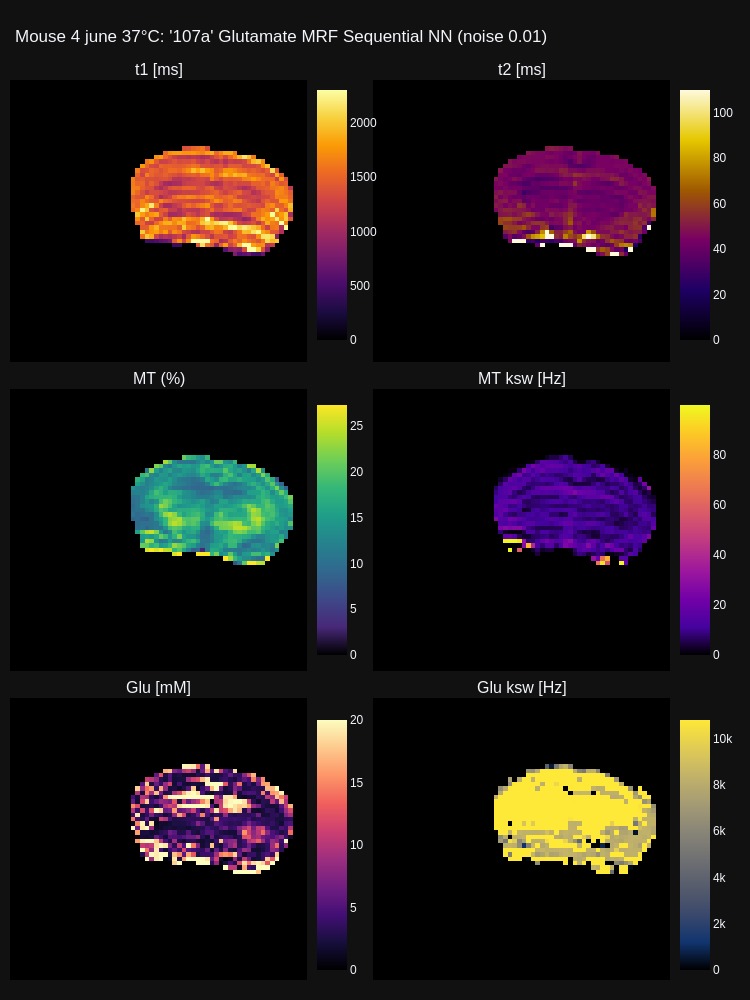 Mouse 4 june 37°C: '107a' Glutamate MRF Sequential NN (noise 0.01)
t1 [ms]
2000
1500
1000
500
0
t2 [ms]
100
80
60
40
20
0
MT (%)
25
20
15
10
5
0
MT ksw [Hz]
80
60
40
20
0
Glu [mM]
20
15
10
5
0
Glu ksw [Hz]
10k
8k
6k
4k
2k
0